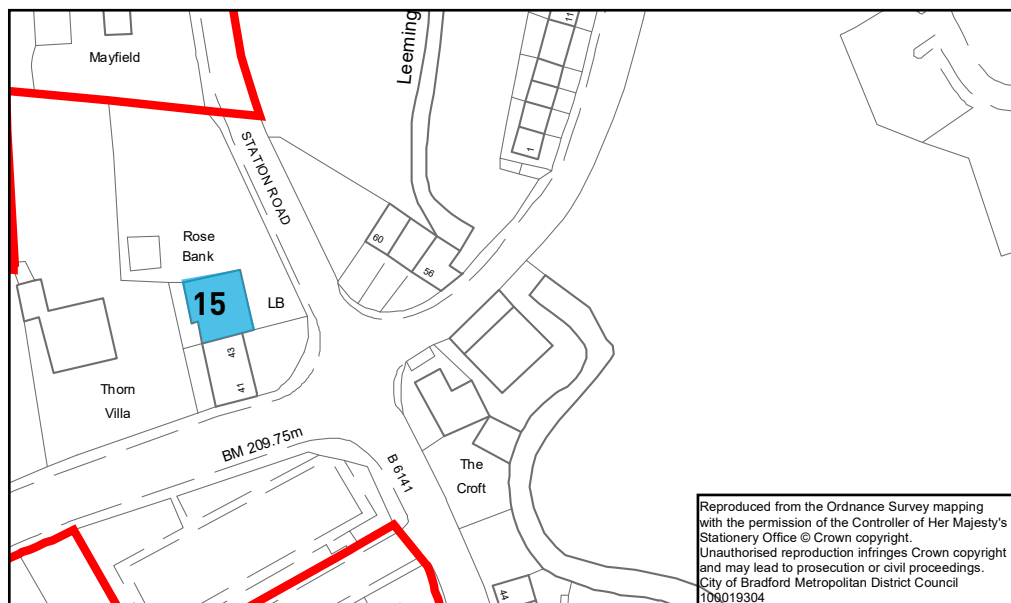 Mayfield
Leeming
11
STATION ROAD
1
Rose
Bank
60
56
15
LB
43
41
Thorn
Villa
BM 209.75m
B 6141
The
Croft
44
Reproduced from the Ordnance Survey mapping
with the permission of the Controller of Her Majesty's
Stationery Office © Crown copyright.
Unauthorised reproduction infringes Crown copyright
and may lead to prosecution or civil proceedings.
City of Bradford Metropolitan District Council
100019304